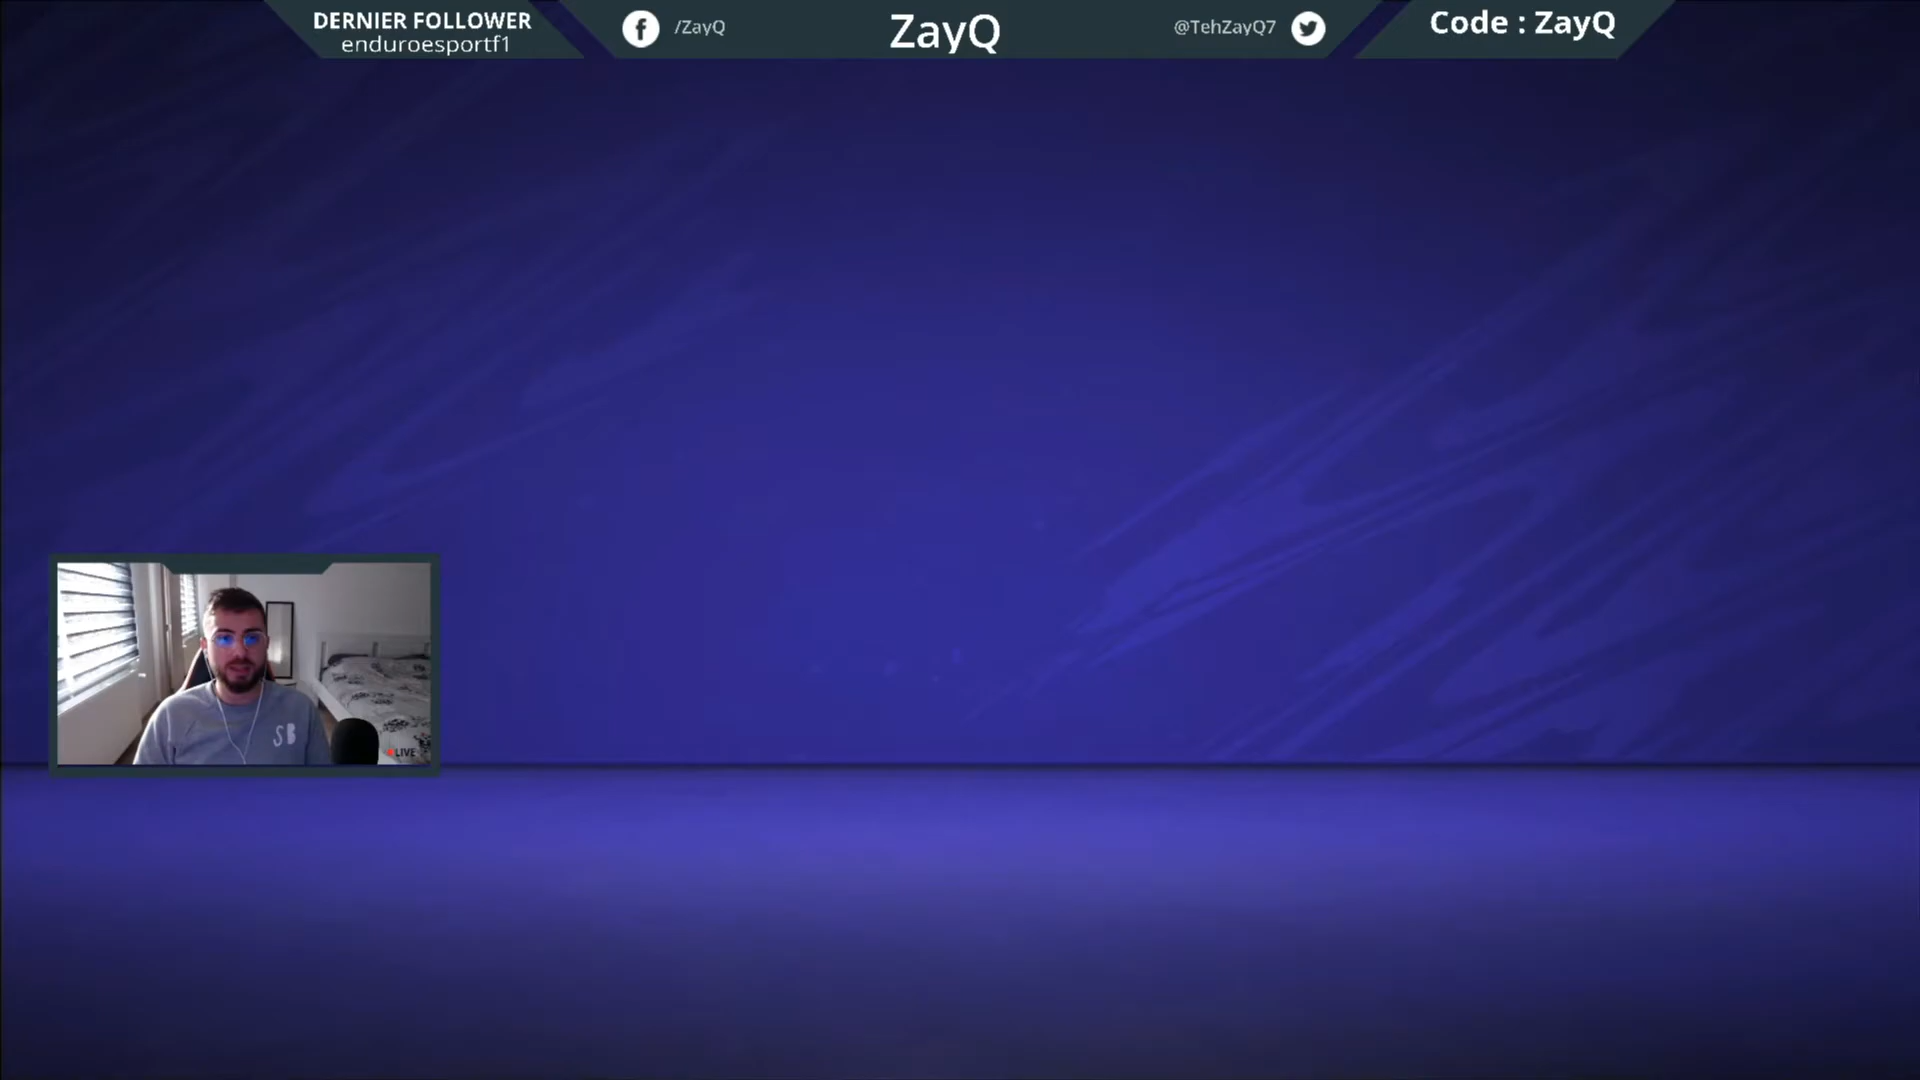 DERNIER FOLLOWER
enduroesportf1
/ZayQ
ZayQ
@TehZayQ7
Code : ZayQ
SB
LIVE